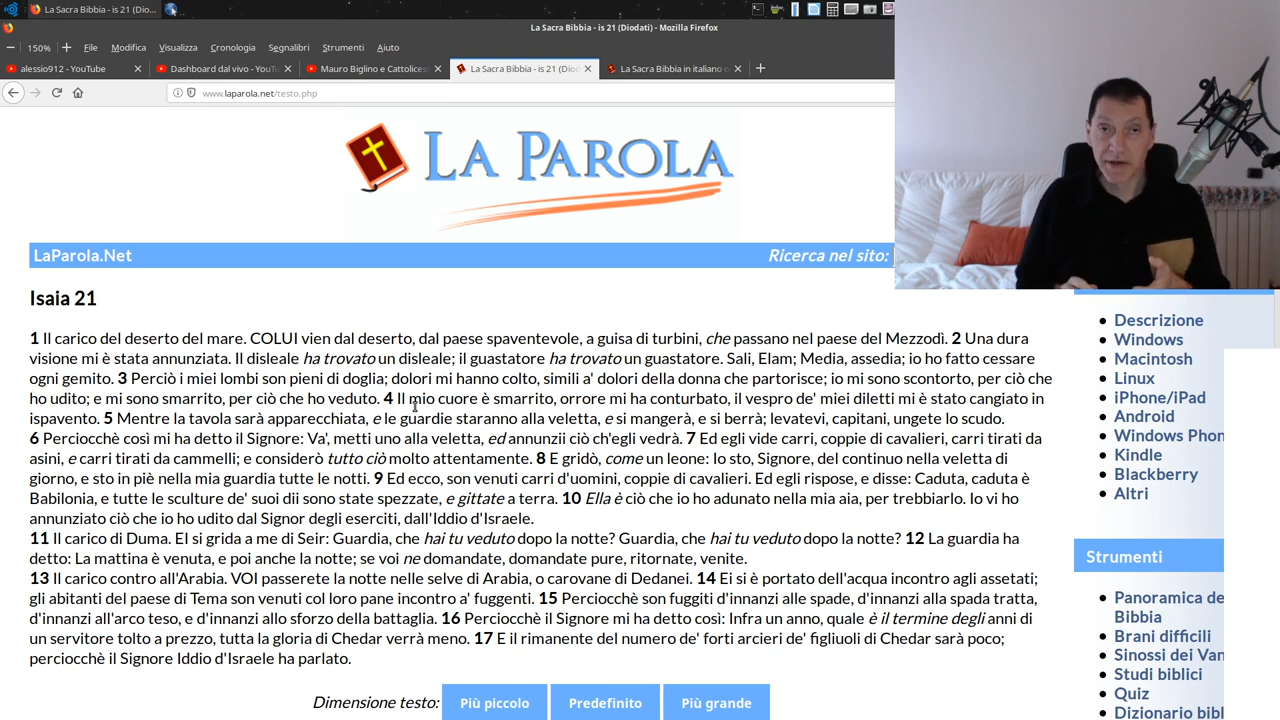 La Sacra Bibbia - is 21 (Dio...
La Sacra Bibbia - is 21 (Diodati) - Mozilla Firefox
150% File Modifica Visualizza Cronologia Segnalibri Strumenti Aiuto
alessio912 - YouTube
Dashboard dal vivo - YouTu
Mauro Biglino e Cattolicesi
La Sacra Bibbia - is 21 (Diod
La Sacra Bibbia in italiano o
www.laparola.net/testo.php
LA PAROLA
LaParola.Net
Ricerca nel sito:
Isaia 21
1 Il carico del deserto del mare. COLUI vien dal deserto, dal paese spaventevole, a guisa di turbini, che passano nel paese del Mezzodì. 2 Una dura
visione mi è stata annunziata. Il disleale ha trovato un disleale; il guastatore ha trovato un guastatore. Sali, Elam; Media, assedia; io ho fatto cessare
ogni gemito. 3 Perciò i miei lombi son pieni di doglia; dolori mi hanno colto, simili a' dolori della donna che partorisce; io mi sono scontorto, per ciò che
ho udito; e mi sono smarrito, per ciò che ho veduto. 4 Il mio cuore è smarrito, orrore mi ha conturbato, il vespro de' miei diletti mi è stato cangiato in
ispavento. 5 Mentre la tavola sarà apparecchiata, e le guardie staranno alla veletta, e si mangerà, e si berrà; levatevi, capitani, ungete lo scudo.
6 Perciocchè così mi ha detto il Signore: Va', metti uno alla veletta, ed annunzii ciò ch'egli vedrà. 7 Ed egli vide carri, coppie di cavalieri, carri tirati da
asini, e carri tirati da cammelli; e considerò tutto ciò molto attentamente. 8 E gridò, come un leone: Io sto, Signore, del continuo nella veletta di
giorno, e sto in piè nella mia guardia tutte le notti. 9 Ed ecco, son venuti carri d'uomini, coppie di cavalieri. Ed egli rispose, e disse: Caduta, caduta è
Babilonia, e tutte le sculture de' suoi dii sono state spezzate, e gittate a terra. 10 Ella è ciò che io ho adunato nella mia aia, per trebbiarlo. Io vi ho
annunziato ciò che io ho udito dal Signor degli eserciti, dall'Iddio d'Israele.
11 Il carico di Duma. EI si grida a me di Seir: Guardia, che hai tu veduto dopo la notte? Guardia, che hai tu veduto dopo la notte? 12 La guardia ha
detto: La mattina è venuta, e poi anche la notte; se voi ne domandate, domandate pure, ritornate, venite.
13 Il carico contro all'Arabia. VOI passerete la notte nelle selve di Arabia, o carovane di Dedanei. 14 Ei si è portato dell'acqua incontro agli assetati;
gli abitanti del paese di Tema son venuti col loro pane incontro a' fuggenti. 15 Perciocchè son fuggiti d'innanzi alle spade, d'innanzi alla spada tratta,
d'innanzi all'arco teso, e d'innanzi allo sforzo della battaglia. 16 Perciocchè il Signore mi ha detto così: Infra un anno, quale è il termine degli anni di
un servitore tolto a prezzo, tutta la gloria di Chedar verrà meno. 17 E il rimanente del numero de' forti arcieri de' figliuoli di Chedar sarà poco;
perciocchè il Signore Iddio d'Israele ha parlato.
Dimensione testo: Più piccolo Predefinito Più grande
Descrizione
Windows
Macintosh
Linux
iPhone/iPad
Android
Windows Phon
Kindle
Blackberry
Altri
Strumenti
Panoramica de
Bibbia
Brani difficili
Sinossi dei Van
Studi biblici
Quiz
Dizionario bibl